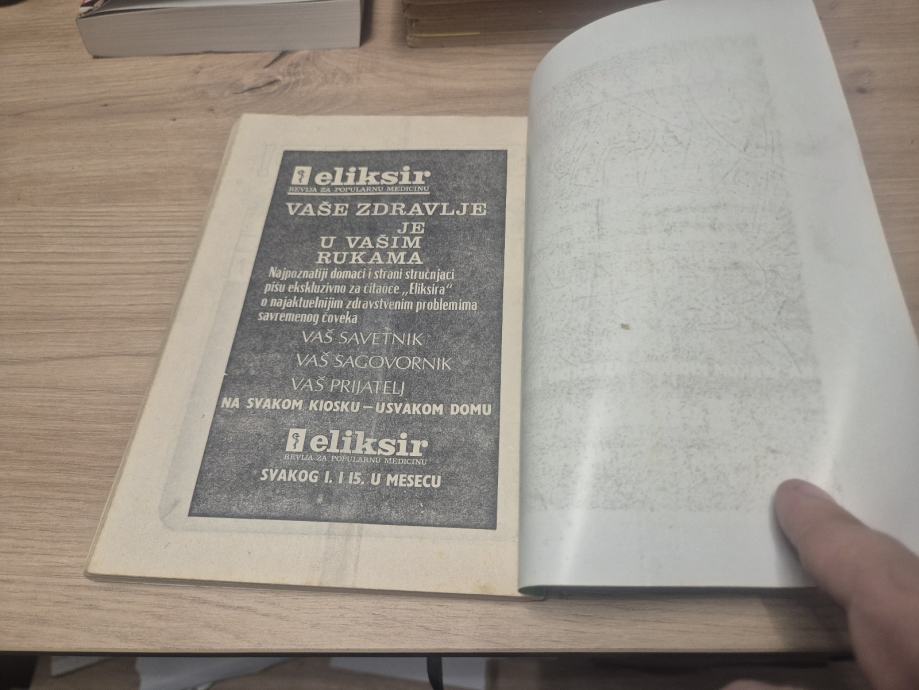 eliksir
REVIJA ZA POPULARNU MEDICINU
VAŠE ZDRAVLJE
JE
U VAŠIM
RUKAMA
Najpoznatiji domaći i strani stručnjaci
pišu ekskluzivno za čitaoce „Eliksira“
o najaktuelnijim zdravstvenim problemima
savremenog čoveka
VAŠ SAVETNIK
VAŠ SAGOVORNIK
VAŠ PRIJATELJ
NA SVAKOM KIOSKU – USVAKOM DOMU
eliksir
REVIJA ZA POPULARNU MEDICINU
SVAKOG 1. I 15. U MESECU